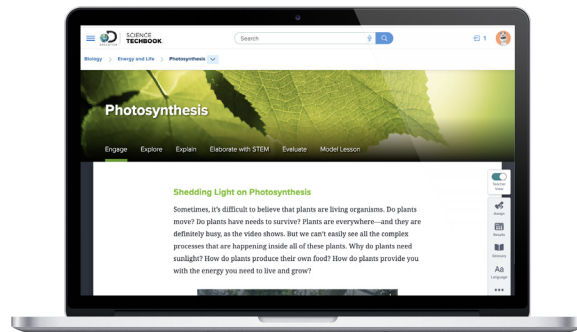 SCIENCE
TECHBOOK
Search
1
Biology > Energy and Life > Photosynthesis
Photosynthesis
Engage Explore Explain Elaborate with STEM Evaluate Model Lesson
Shedding Light on Photosynthesis
Sometimes, it's difficult to believe that plants are living organisms. Do plants
move? Do plants have needs to survive? Plants are everywhere—and they are
definitely busy, as the video shows. But we can't easily see all the complex
processes that are happening inside all of these plants. Why do plants need
sunlight? How do plants produce their own food? How do plants provide you
with the energy you need to live and grow?
Teacher
View
Assign
Results
Glossary
Aa
Language